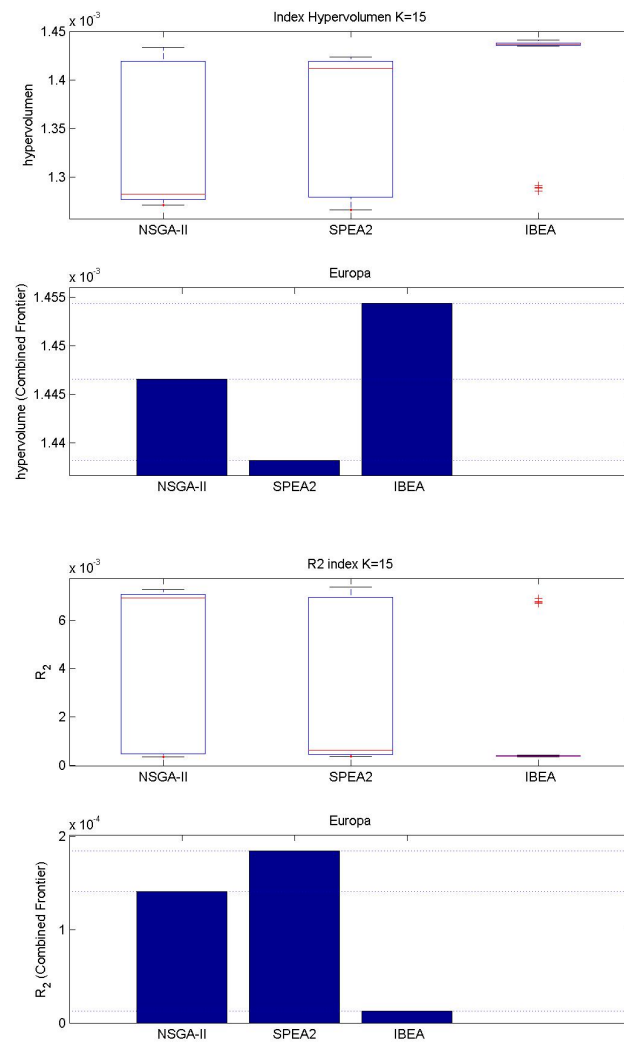 Index Hypervolumen K=15
x 10⁻³
hypervolumen
1.45
1.4
1.35
1.3
NSGA-II SPEA2 IBEA
Europa
x 10⁻³
hypervolume (Combined Frontier)
1.455
1.45
1.445
1.44
NSGA-II SPEA2 IBEA
R2 index K=15
x 10⁻³
R₂
6
4
2
0
NSGA-II SPEA2 IBEA
Europa
x 10⁻⁴
R₂ (Combined Frontier)
2
1
0
NSGA-II SPEA2 IBEA